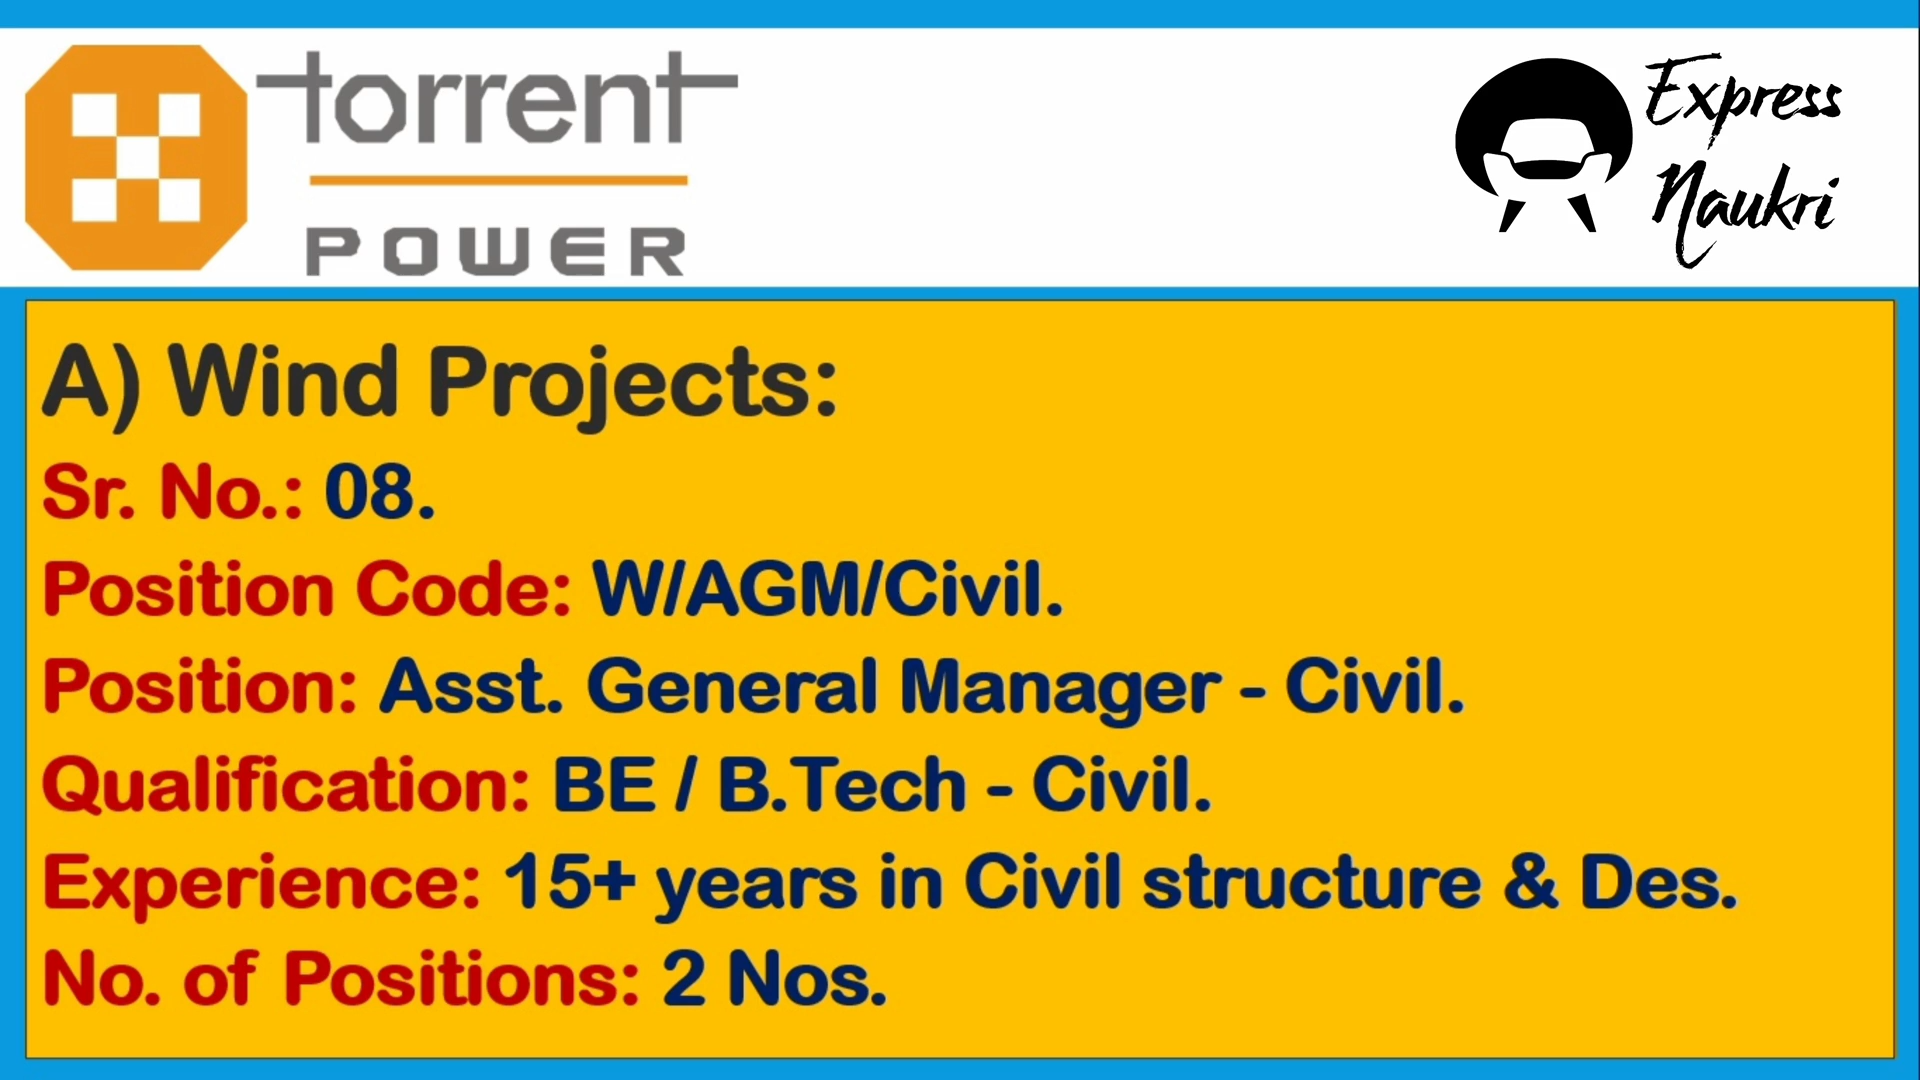 torrent
POWER
Express
Naukri
A) Wind Projects:
Sr. No.: 08.
Position Code: W/AGM/Civil.
Position: Asst. General Manager - Civil.
Qualification: BE / B.Tech - Civil.
Experience: 15+ years in Civil structure & Des.
No. of Positions: 2 Nos.